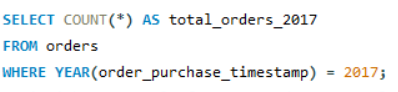 SELECT COUNT(*) AS total_orders_2017
FROM orders
WHERE YEAR(order_purchase_timestamp) = 2017;